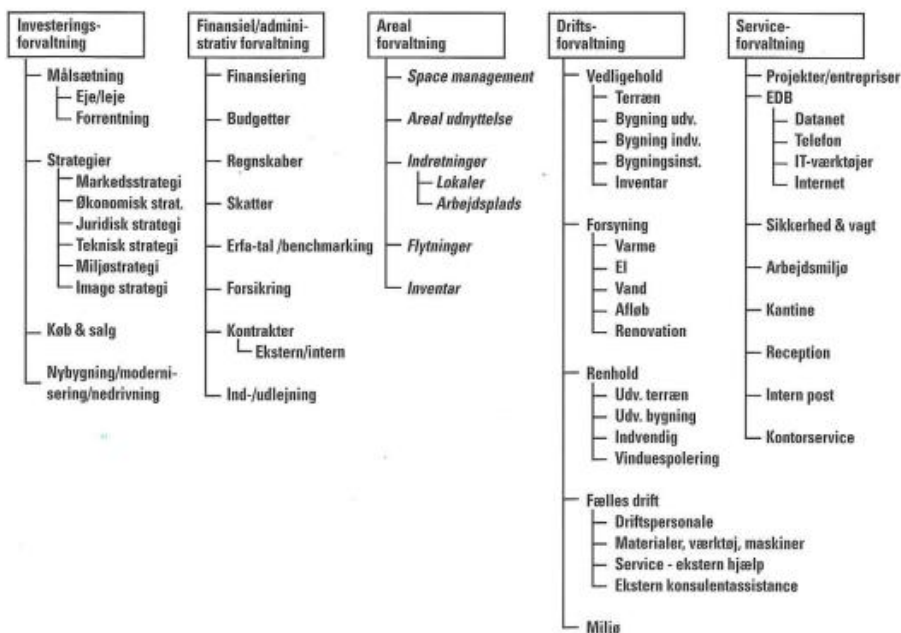 Investerings-
forvaltning
Målsætning
Eje/leje
Forrentning
Strategier
Markedsstrategi
Økonomisk strat.
Juridisk strategi
Teknisk strategi
Miljøstrategi
Image strategi
Køb & salg
Nybygning/moderni-
sering/nedrivning
Finansiel/admini-
strativ forvaltning
Finansiering
Budgetter
Regnskaber
Skatter
Erfa-tal /benchmarking
Forsikring
Kontrakter
Ekstern/intern
Ind-/udlejning
Areal
forvaltning
Space management
Areal udnyttelse
Indretninger
Lokaler
Arbejdsplads
Flytninger
Inventar
Drifts-
forvaltning
Vedligehold
Terræn
Bygning udv.
Bygning indv.
Bygningsinst.
Inventar
Forsyning
Varme
El
Vand
Afløb
Renovation
Renhold
Udv. terræn
Udv. bygning
Indvendig
Vinduespolering
Fælles drift
Driftspersonale
Materialer, værktøj, maskiner
Service - ekstern hjælp
Ekstern konsulentassistance
Miljø
Service-
forvaltning
Projekter/entrepriser
EDB
Datanet
Telefon
IT-værktøjer
Internet
Sikkerhed & vagt
Arbejdsmiljø
Kantine
Reception
Intern post
Kontorservice